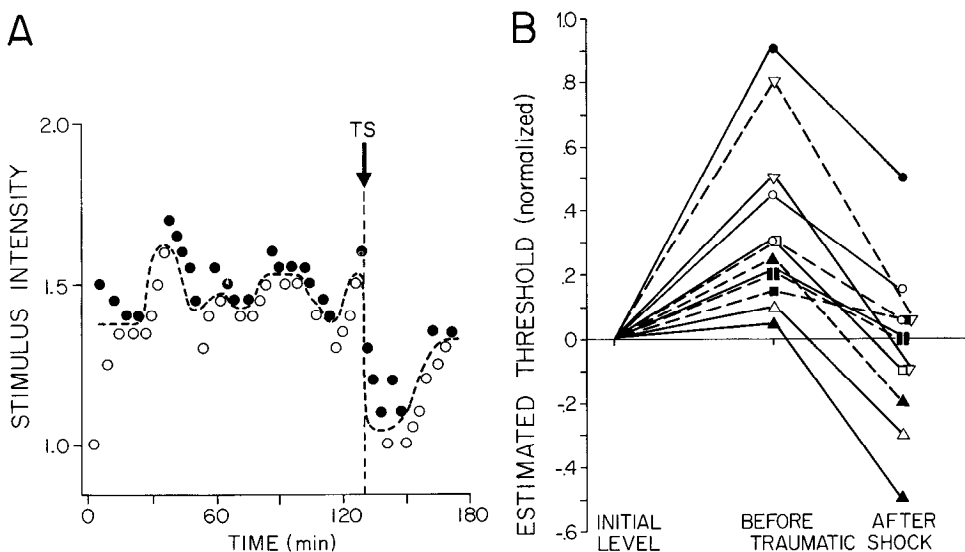 A
TS
2.0
1.5
1.0
STIMULUS INTENSITY
0
60
120
180
TIME (min)
B
1.0
.8
.6
.4
.2
0
-.2
-.4
-.6
ESTIMATED THRESHOLD (normalized)
INITIAL
LEVEL
BEFORE
TRAUMATIC
AFTER
SHOCK